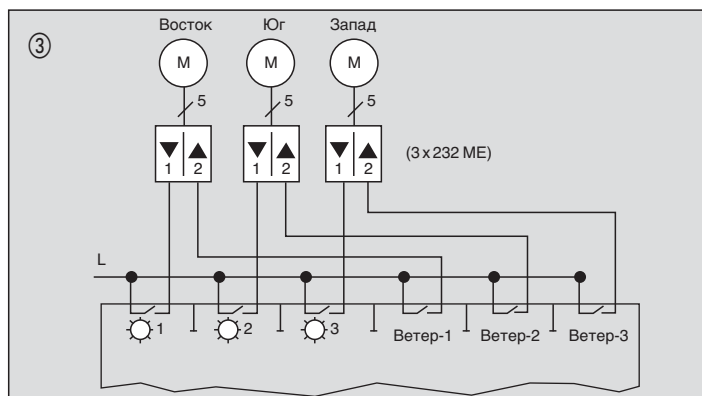 ③
Восток Юг Запад
M M M
5 5 5
1 2 1 2 1 2
(3 x 232 ME)
L
1 2 3 Ветер-1 Ветер-2 Ветер-3